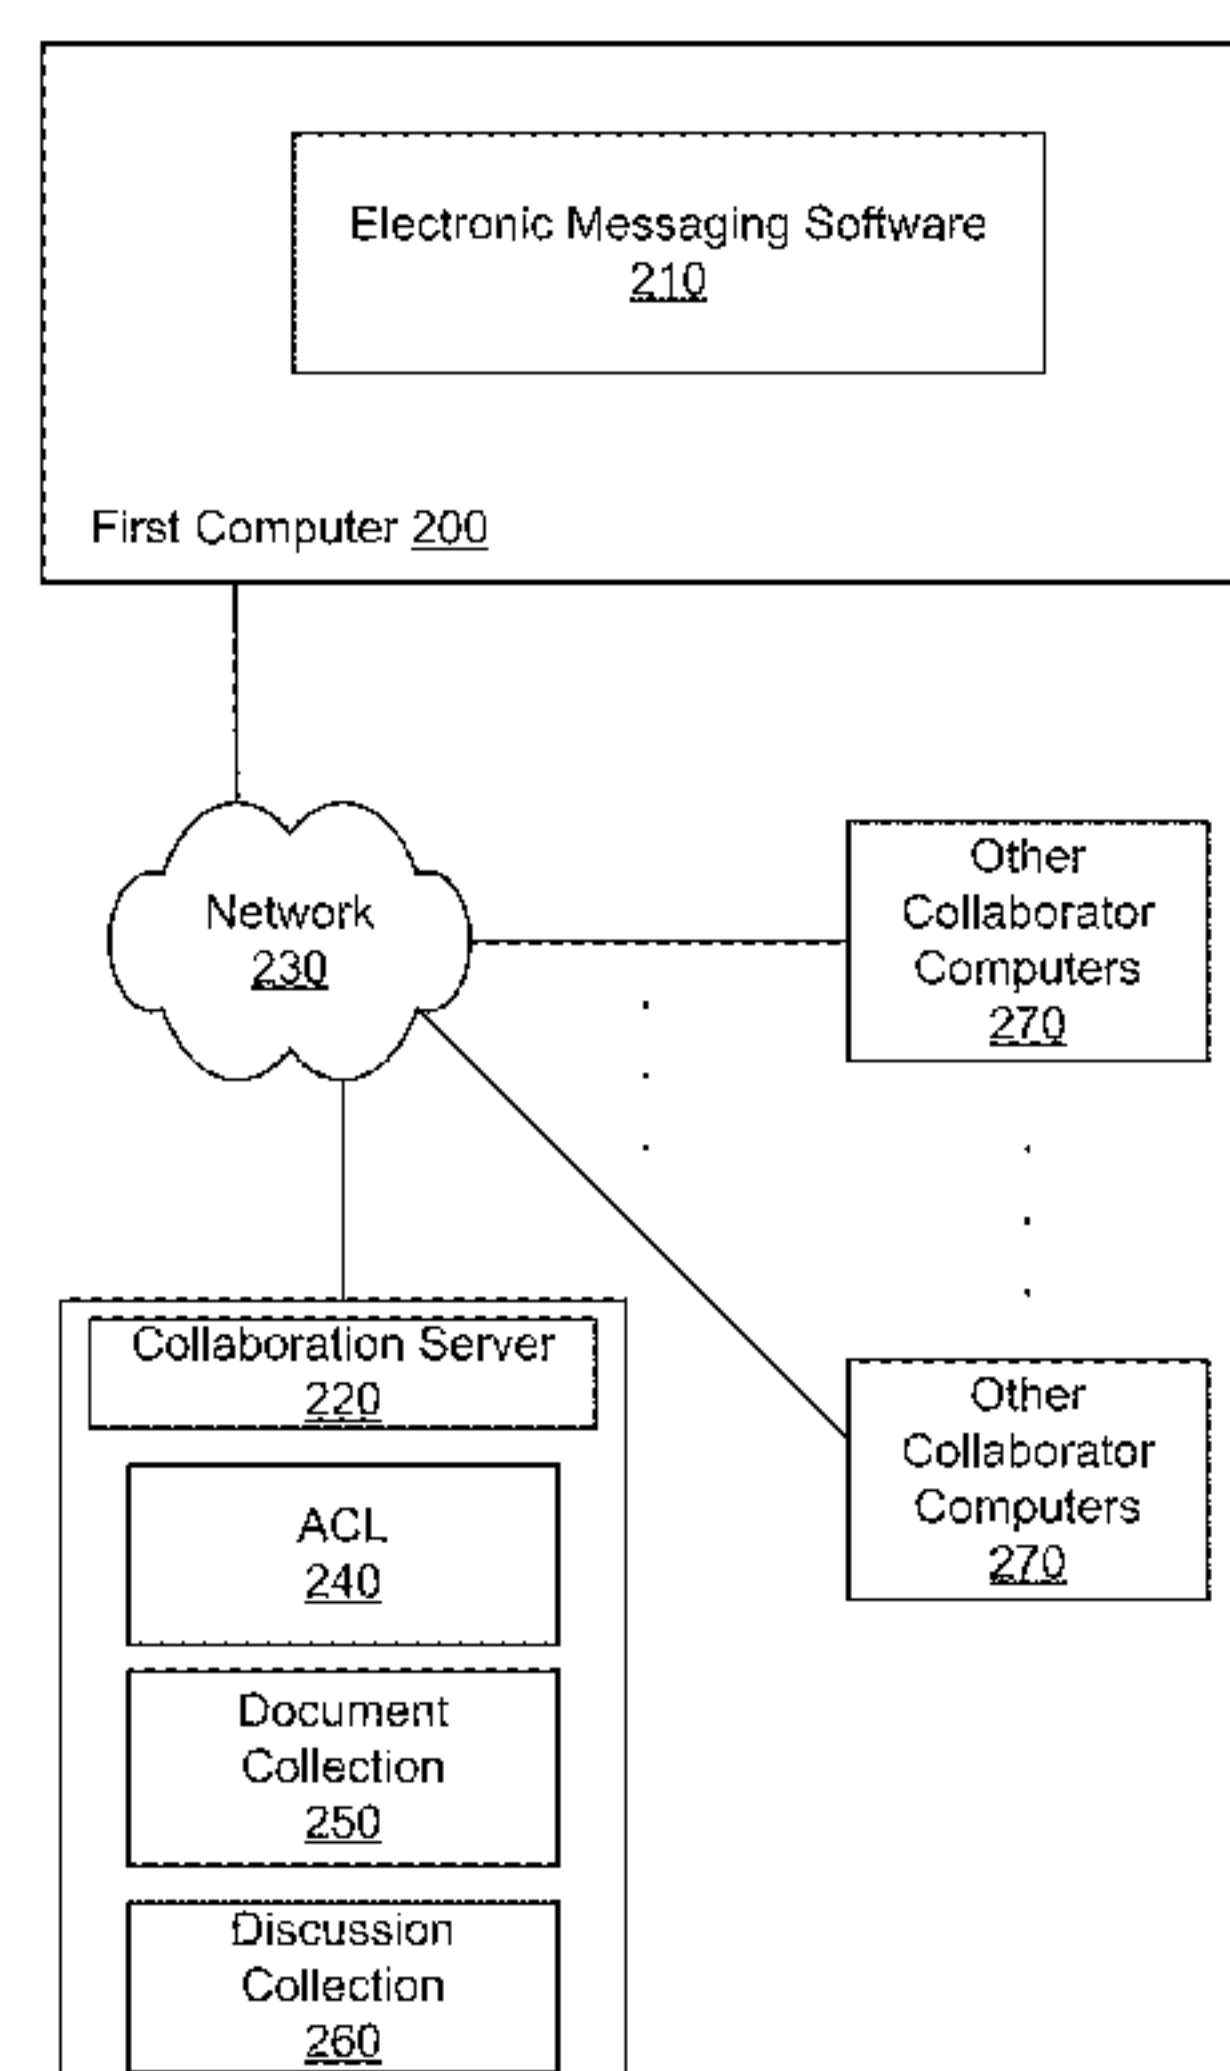 Electronic Messaging Software
210
First Computer 200
Network
230
Other
Collaborator
Computers
270
Collaboration Server
220
Other
Collaborator
Computers
270
ACL
240
Document
Collection
250
Discussion
Collection
260